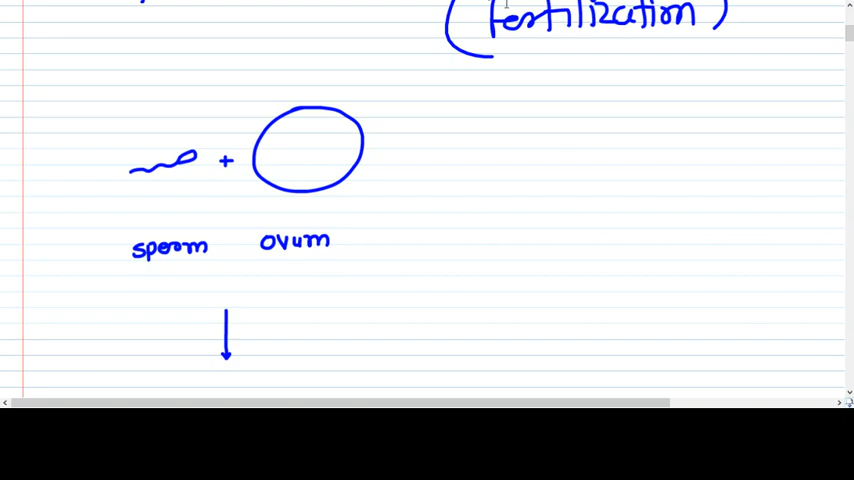 (fertilization)
+
sperm ovum